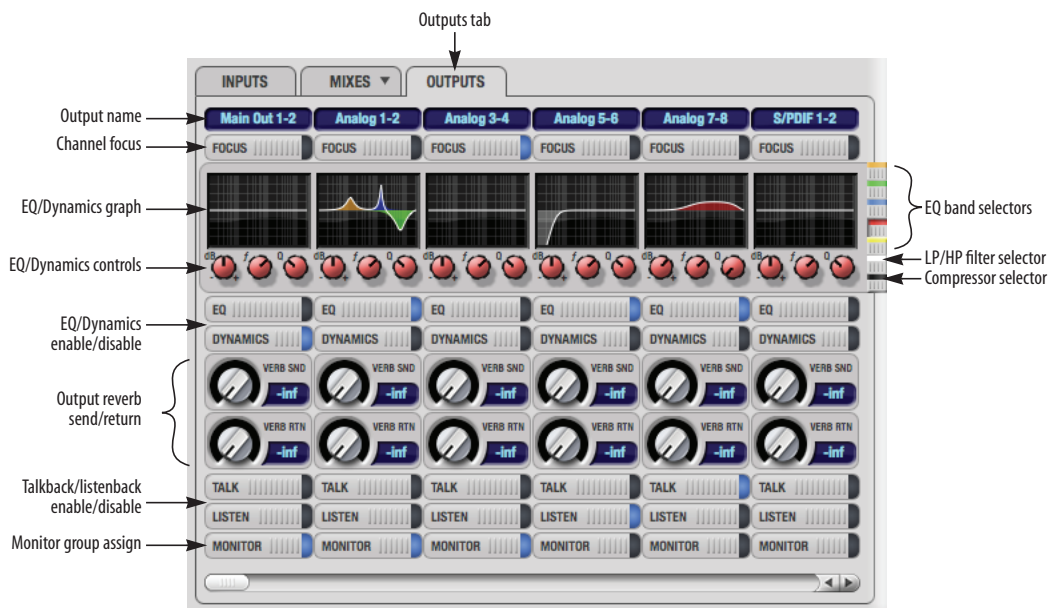 Outputs tab
INPUTS MIXES OUTPUTS
Output name
Main Out 1-2 Analog 1-2 Analog 3-4 Analog 5-6 Analog 7-8 S/PDIF 1-2
Channel focus
FOCUS FOCUS FOCUS FOCUS FOCUS FOCUS
EQ/Dynamics graph
EQ band selectors
EQ/Dynamics controls
dB f Q dB f Q dB f Q dB f Q dB f Q dB f Q
- + - + - + - + - + - +
LP/HP filter selector
Compressor selector
EQ/Dynamics
enable/disable
EQ EQ EQ EQ EQ EQ
DYNAMICS DYNAMICS DYNAMICS DYNAMICS DYNAMICS DYNAMICS
Output reverb
send/return
VERB SND VERB SND VERB SND VERB SND VERB SND VERB SND
-inf -inf -inf -inf -inf -inf
VERB RTN VERB RTN VERB RTN VERB RTN VERB RTN VERB RTN
-inf -inf -inf -inf -inf -inf
Talkback/listenback
enable/disable
TALK TALK TALK TALK TALK TALK
LISTEN LISTEN LISTEN LISTEN LISTEN LISTEN
Monitor group assign
MONITOR MONITOR MONITOR MONITOR MONITOR MONITOR